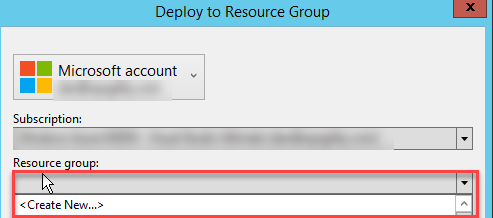 Deploy to Resource Group
x
Microsoft account
Subscription:
Resource group:
<Create New...>